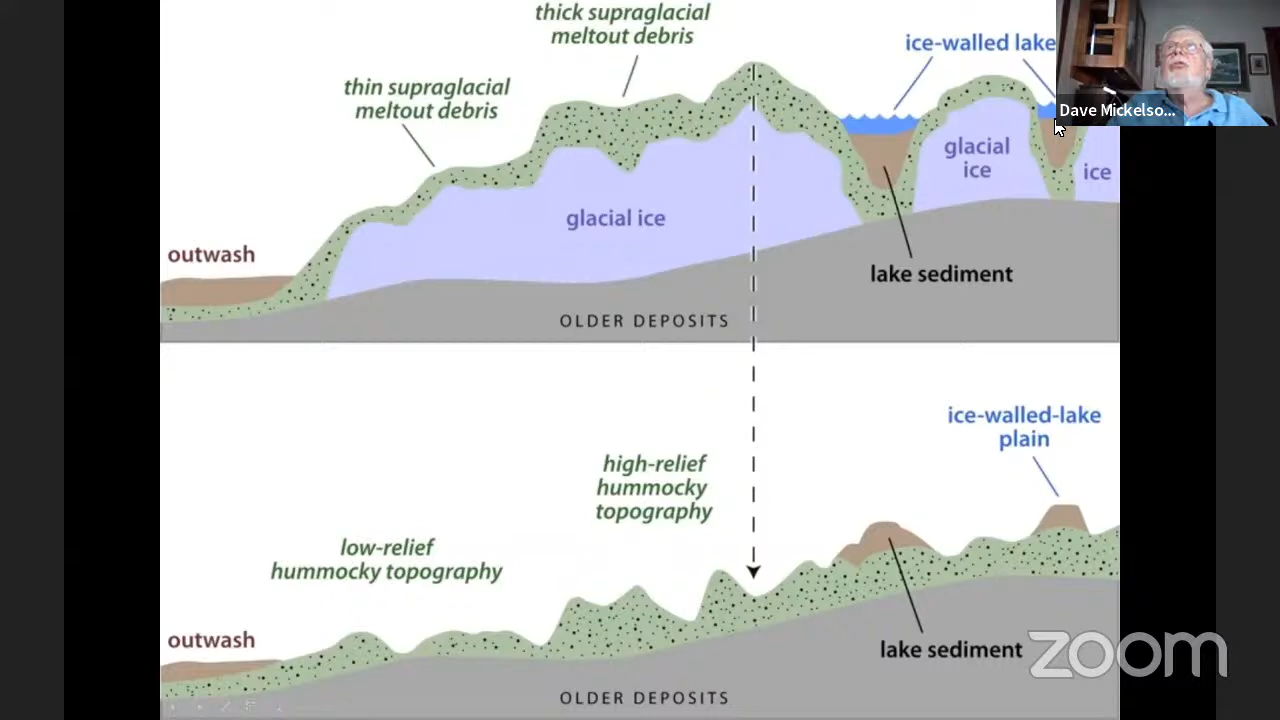 thick supraglacial
meltout debris
ice-walled lake
thin supraglacial
meltout debris
Dave Mickelso...
glacial
ice
ice
glacial ice
outwash
lake sediment
OLDER DEPOSITS
ice-walled-lake
plain
high-relief
hummocky
topography
low-relief
hummocky topography
outwash
lake sediment
zoom
OLDER DEPOSITS